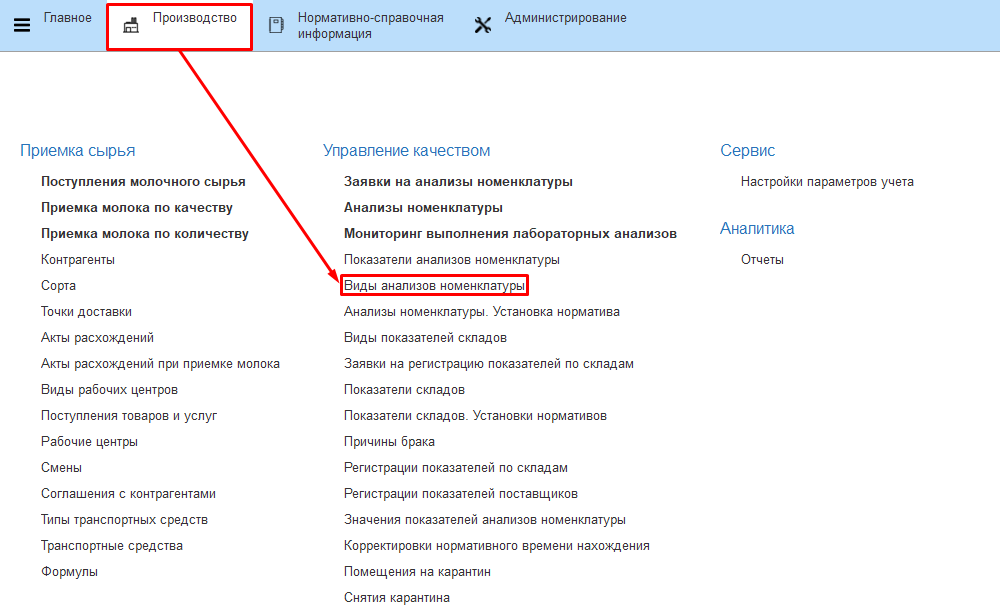 Главное
Производство
Нормативно-справочная
информация
Администрирование
Приемка сырья
Поступления молочного сырья
Приемка молока по качеству
Приемка молока по количеству
Контрагенты
Сорта
Точки доставки
Акты расхождений
Акты расхождений при приемке молока
Виды рабочих центров
Поступления товаров и услуг
Рабочие центры
Смены
Соглашения с контрагентами
Типы транспортных средств
Транспортные средства
Формулы
Управление качеством
Заявки на анализы номенклатуры
Анализы номенклатуры
Мониторинг выполнения лабораторных анализов
Показатели анализов номенклатуры
Виды анализов номенклатуры
Анализы номенклатуры. Установка норматива
Виды показателей складов
Заявки на регистрацию показателей по складам
Показатели складов
Показатели складов. Установки нормативов
Причины брака
Регистрации показателей по складам
Регистрации показателей поставщиков
Значения показателей анализов номенклатуры
Корректировки нормативного времени нахождения
Помещения на карантин
Снятия карантина
Сервис
Настройки параметров учета
Аналитика
Отчеты